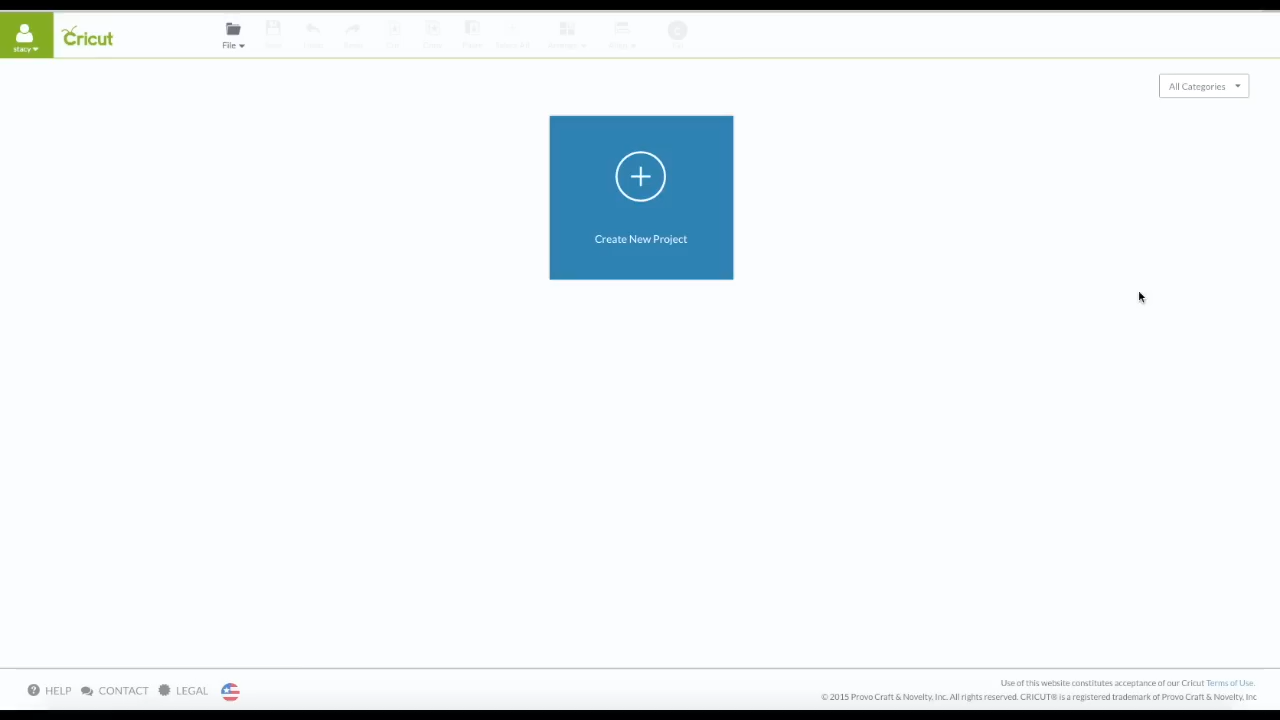 stacy
Cricut
File
All Categories
Create New Project
HELP
CONTACT
LEGAL
Use of this website constitutes acceptance of our Cricut Terms of Use.
© 2015 Provo Craft & Novelty, Inc. All rights reserved. CRICUT® is a registered trademark of Provo Craft & Novelty, Inc